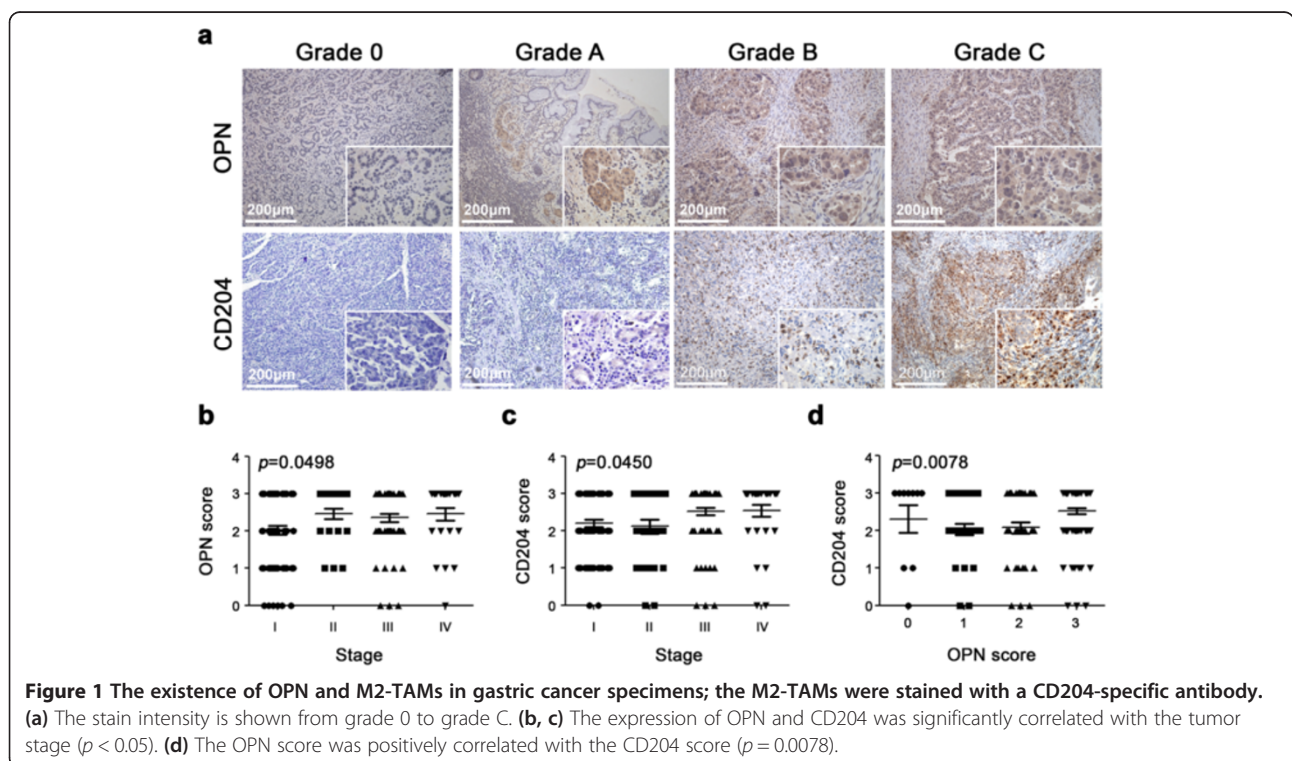 a
Grade 0 Grade A Grade B Grade C
OPN
200μm 200μm 200μm 200μm
CD204
200μm 200μm 200μm 200μm
b c d
p=0.0498
4
3
2
1
0
OPN score
I II III IV
Stage
p=0.0450
4
3
2
1
0
CD204 score
I II III IV
Stage
p=0.0078
4
3
2
1
0
CD204 score
0 1 2 3
OPN score
Figure 1 The existence of OPN and M2-TAMs in gastric cancer specimens; the M2-TAMs were stained with a CD204-specific antibody.
(a) The stain intensity is shown from grade 0 to grade C. (b, c) The expression of OPN and CD204 was significantly correlated with the tumor
stage (p < 0.05). (d) The OPN score was positively correlated with the CD204 score (p = 0.0078).